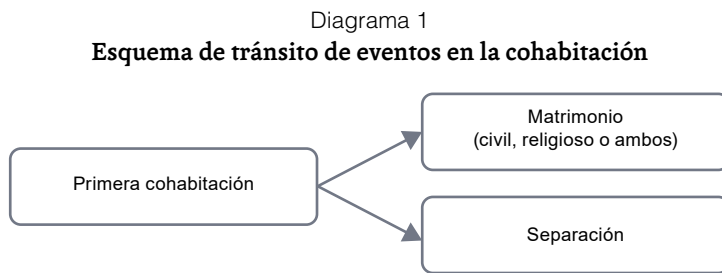 Diagrama 1
Esquema de tránsito de eventos en la cohabitación
Matrimonio
(civil, religioso o ambos)
Primera cohabitación
Separación